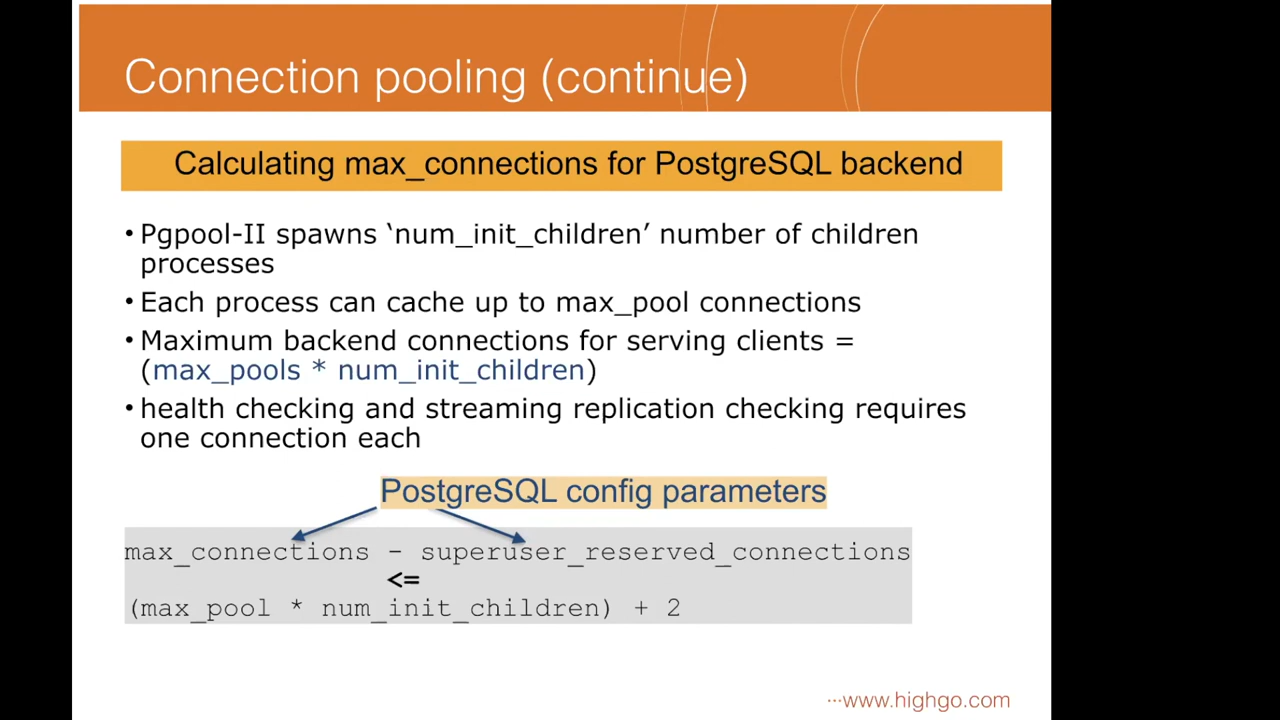 Connection pooling (continue)
Calculating max_connections for PostgreSQL backend
• Pgpool-II spawns ‘num_init_children’ number of children
processes
• Each process can cache up to max_pool connections
• Maximum backend connections for serving clients =
(max_pools * num_init_children)
• health checking and streaming replication checking requires
one connection each
PostgreSQL config parameters
max_connections - superuser_reserved_connections
<=
(max_pool * num_init_children) + 2
···www.highgo.com